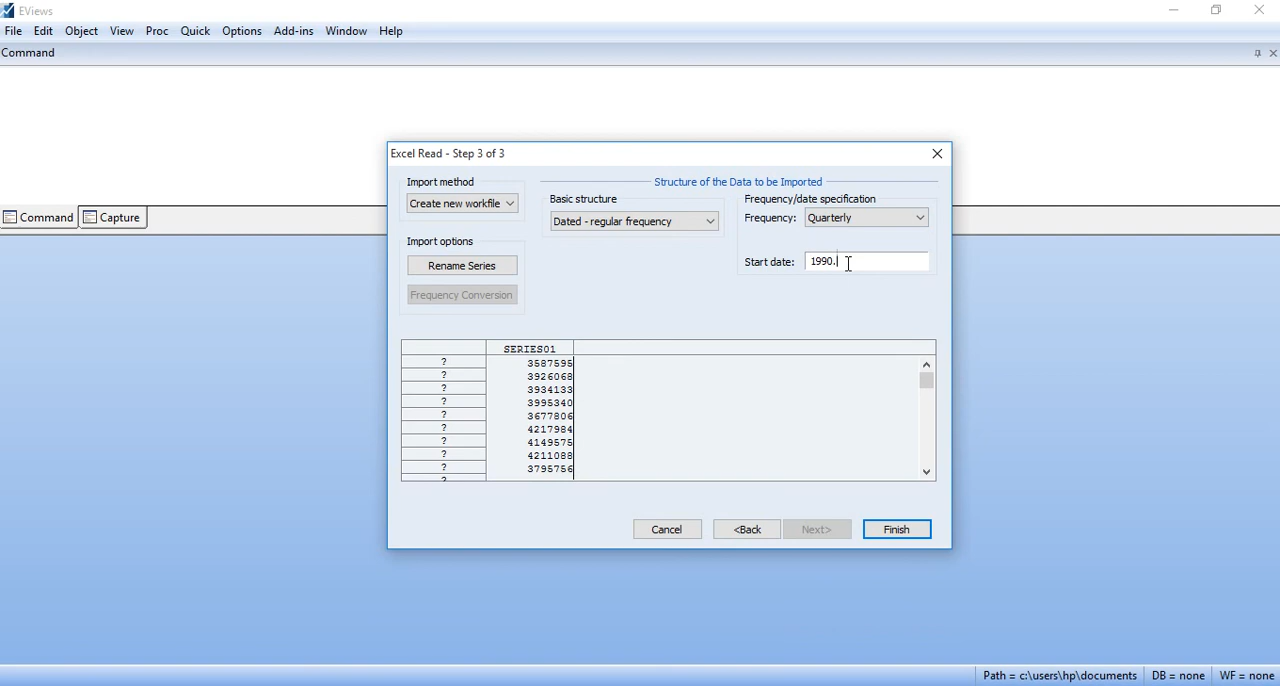 EViews
File Edit Object View Proc Quick Options Add-ins Window Help
Command
Command Capture
Excel Read - Step 3 of 3
Import method
Create new workfile
Import options
Rename Series
Frequency Conversion
Structure of the Data to be Imported
Basic structure
Dated - regular frequency
Frequency/date specification
Frequency: Quarterly
Start date: 1990.
SERIES01
? 3587595
? 3926068
? 3934133
? 3995340
? 3677806
? 4217984
? 4149575
? 4211088
? 3795756
?
Cancel <Back Next> Finish
Path = c:\users\hp\documents DB = none WF = none